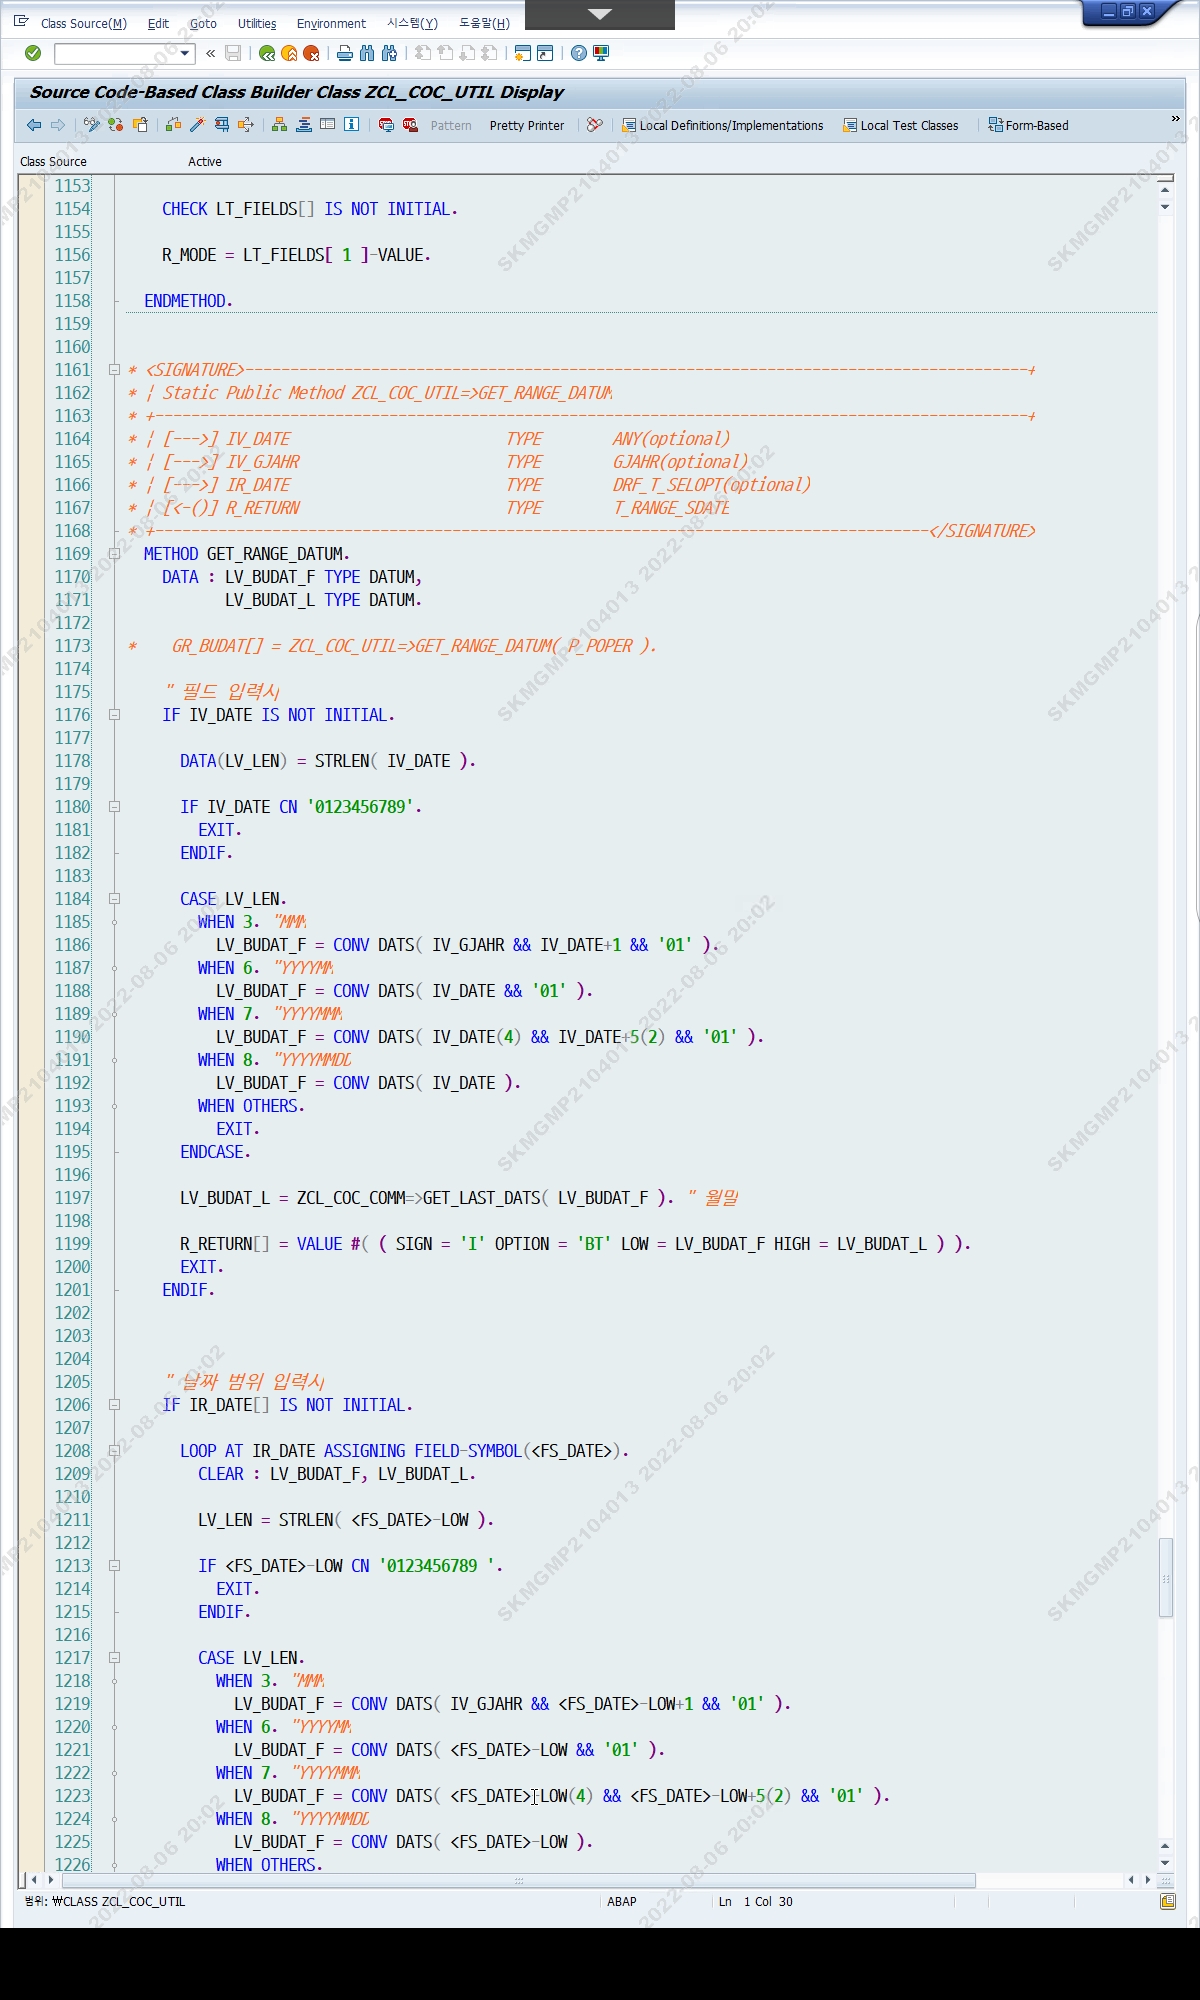 Class Source(M) Edit Goto Utilities Environment 시스템(Y) 도움말(H)
Source Code-Based Class Builder Class ZCL_COC_UTIL Display
Pattern Pretty Printer Local Definitions/Implementations Local Test Classes Form-Based
Class Source Active
1153
1154 CHECK LT_FIELDS[] IS NOT INITIAL.
1155
1156 R_MODE = LT_FIELDS[ 1 ]-VALUE.
1157
1158 ENDMETHOD.
1159
1160
1161 * <SIGNATURE>---------------------------------------------------------------------------------------+
1162 * ¦ Static Public Method ZCL_COC_UTIL=>GET_RANGE_DATUM
1163 * +-------------------------------------------------------------------------------------------------+
1164 * ¦ [--->] IV_DATE TYPE ANY(optional)
1165 * ¦ [--->] IV_GJAHR TYPE GJAHR(optional)
1166 * ¦ [--->] IR_DATE TYPE DRF_T_SELOPT(optional)
1167 * ¦ [<-()] R_RETURN TYPE T_RANGE_SDATE
1168 * +--------------------------------------------------------------------------------------</SIGNATURE>
1169 METHOD GET_RANGE_DATUM.
1170 DATA : LV_BUDAT_F TYPE DATUM,
1171 LV_BUDAT_L TYPE DATUM.
1172
1173 * GR_BUDAT[] = ZCL_COC_UTIL=>GET_RANGE_DATUM( P_POPER ).
1174
1175 " 필드 입력시
1176 IF IV_DATE IS NOT INITIAL.
1177
1178 DATA(LV_LEN) = STRLEN( IV_DATE ).
1179
1180 IF IV_DATE CN '0123456789'.
1181 EXIT.
1182 ENDIF.
1183
1184 CASE LV_LEN.
1185 WHEN 3. "MMM
1186 LV_BUDAT_F = CONV DATS( IV_GJAHR && IV_DATE+1 && '01' ).
1187 WHEN 6. "YYYYMM
1188 LV_BUDAT_F = CONV DATS( IV_DATE && '01' ).
1189 WHEN 7. "YYYYMMM
1190 LV_BUDAT_F = CONV DATS( IV_DATE(4) && IV_DATE+5(2) && '01' ).
1191 WHEN 8. "YYYYMMDD
1192 LV_BUDAT_F = CONV DATS( IV_DATE ).
1193 WHEN OTHERS.
1194 EXIT.
1195 ENDCASE.
1196
1197 LV_BUDAT_L = ZCL_COC_COMM=>GET_LAST_DATS( LV_BUDAT_F ). " 월말
1198
1199 R_RETURN[] = VALUE #( ( SIGN = 'I' OPTION = 'BT' LOW = LV_BUDAT_F HIGH = LV_BUDAT_L ) ).
1200 EXIT.
1201 ENDIF.
1202
1203
1204
1205 " 날짜 범위 입력시
1206 IF IR_DATE[] IS NOT INITIAL.
1207
1208 LOOP AT IR_DATE ASSIGNING FIELD-SYMBOL(<FS_DATE>).
1209 CLEAR : LV_BUDAT_F, LV_BUDAT_L.
1210
1211 LV_LEN = STRLEN( <FS_DATE>-LOW ).
1212
1213 IF <FS_DATE>-LOW CN '0123456789 '.
1214 EXIT.
1215 ENDIF.
1216
1217 CASE LV_LEN.
1218 WHEN 3. "MMM
1219 LV_BUDAT_F = CONV DATS( IV_GJAHR && <FS_DATE>-LOW+1 && '01' ).
1220 WHEN 6. "YYYYMM
1221 LV_BUDAT_F = CONV DATS( <FS_DATE>-LOW && '01' ).
1222 WHEN 7. "YYYYMMM
1223 LV_BUDAT_F = CONV DATS( <FS_DATE>-LOW(4) && <FS_DATE>-LOW+5(2) && '01' ).
1224 WHEN 8. "YYYYMMDD
1225 LV_BUDAT_F = CONV DATS( <FS_DATE>-LOW ).
1226 WHEN OTHERS.
범위: ₩CLASS ZCL_COC_UTIL ABAP Ln 1 Col 30
SKMGMP2104013 2022-08-06 20:02